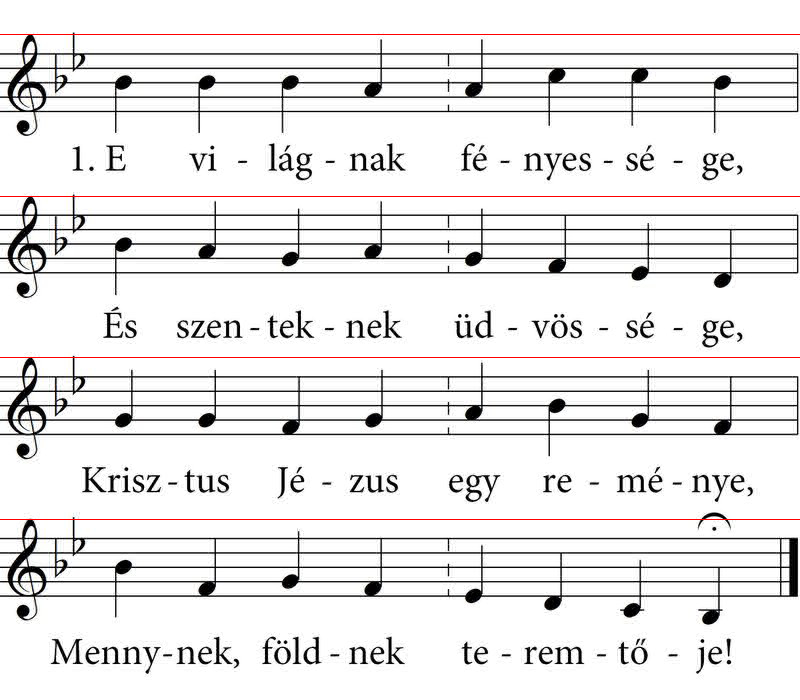 1. E vi - lág - nak fé - nyes - sé - ge,
És szen - tek - nek üd - vös - sé - ge,
Krisz - tus Jé - zus egy re - mé - nye,
Menny - nek, föld - nek te - rem - tő - je!